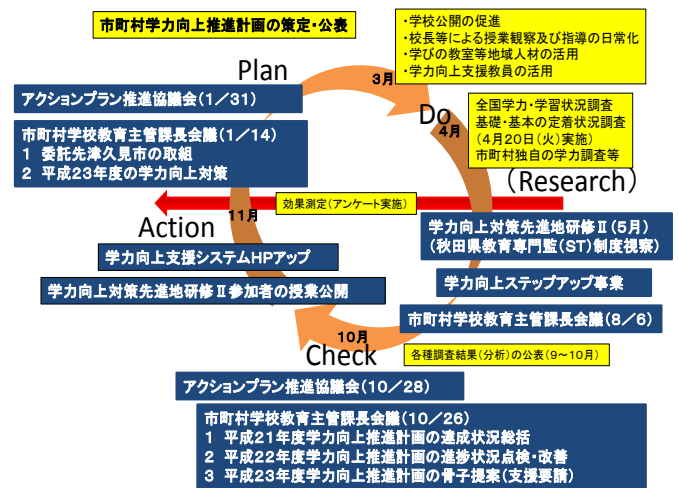 市町村学力向上推進計画の策定・公表
・学校公開の促進
・校長等による授業観察及び指導の日常化
・学びの教室等地域人材の活用
・学力向上支援教員の活用
Plan
3月
アクションプラン推進協議会(1/31)
Do
4月
全国学力・学習状況調査
基礎・基本の定着状況調査
(4月20日(火)実施)
市町村独自の学力調査等
市町村学校教育主管課長会議(1/14)
1 委託先津久見市の取組
2 平成23年度の学力向上対策
(Research)
効果測定(アンケート実施)
11月
Action
学力向上対策先進地研修Ⅱ(5月)
(秋田県教育専門監(ST)制度視察)
学力向上支援システムHPアップ
学力向上ステップアップ事業
学力向上対策先進地研修Ⅱ参加者の授業公開
市町村学校教育主管課長会議(8/6)
10月
Check
各種調査結果(分析)の公表(9~10月)
アクションプラン推進協議会(10/28)
市町村学校教育主管課長会議(10/26)
1 平成21年度学力向上推進計画の達成状況総括
2 平成22年度学力向上推進計画の進捗状況点検・改善
3 平成23年度学力向上推進計画の骨子提案(支援要請)